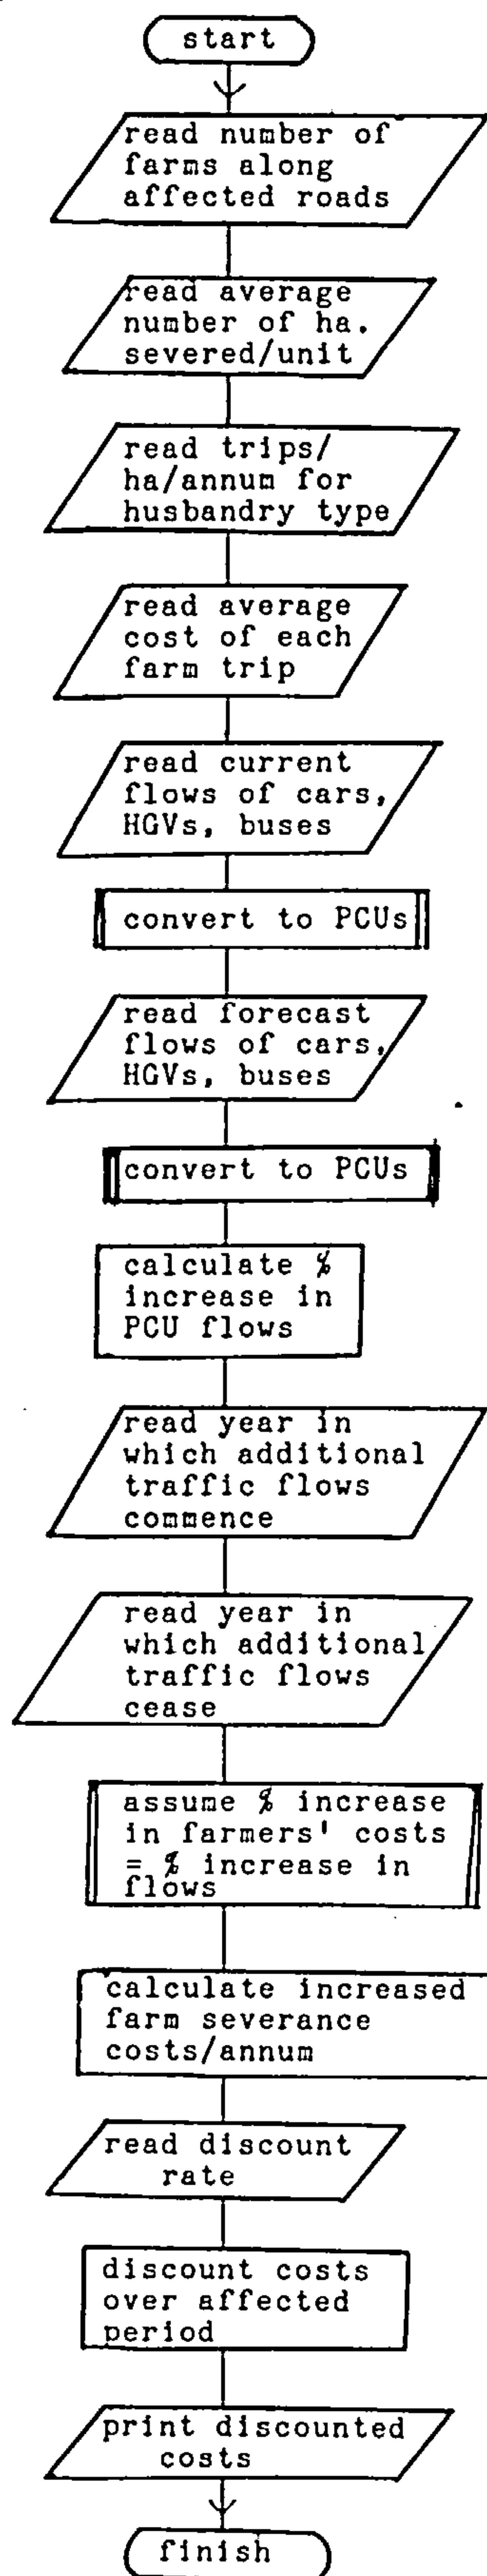 start
read number of
farms along
affected roads
read average
number of ha.
severed/unit
read trips/
ha/annum for
husbandry type
read average
cost of each
farm trip
read current
flows of cars,
HGVs, buses
convert to PCUs
read forecast
flows of cars,
HGVs, buses
convert to PCUs
calculate %
increase in
PCU flows
read year in
which additional
traffic flows
commence
read year in
which additional
traffic flows
cease
assume % increase
in farmers' costs
= % increase in
flows
calculate increased
farm severance
costs/annum
read discount
rate
discount costs
over affected
period
print discounted
costs
finish